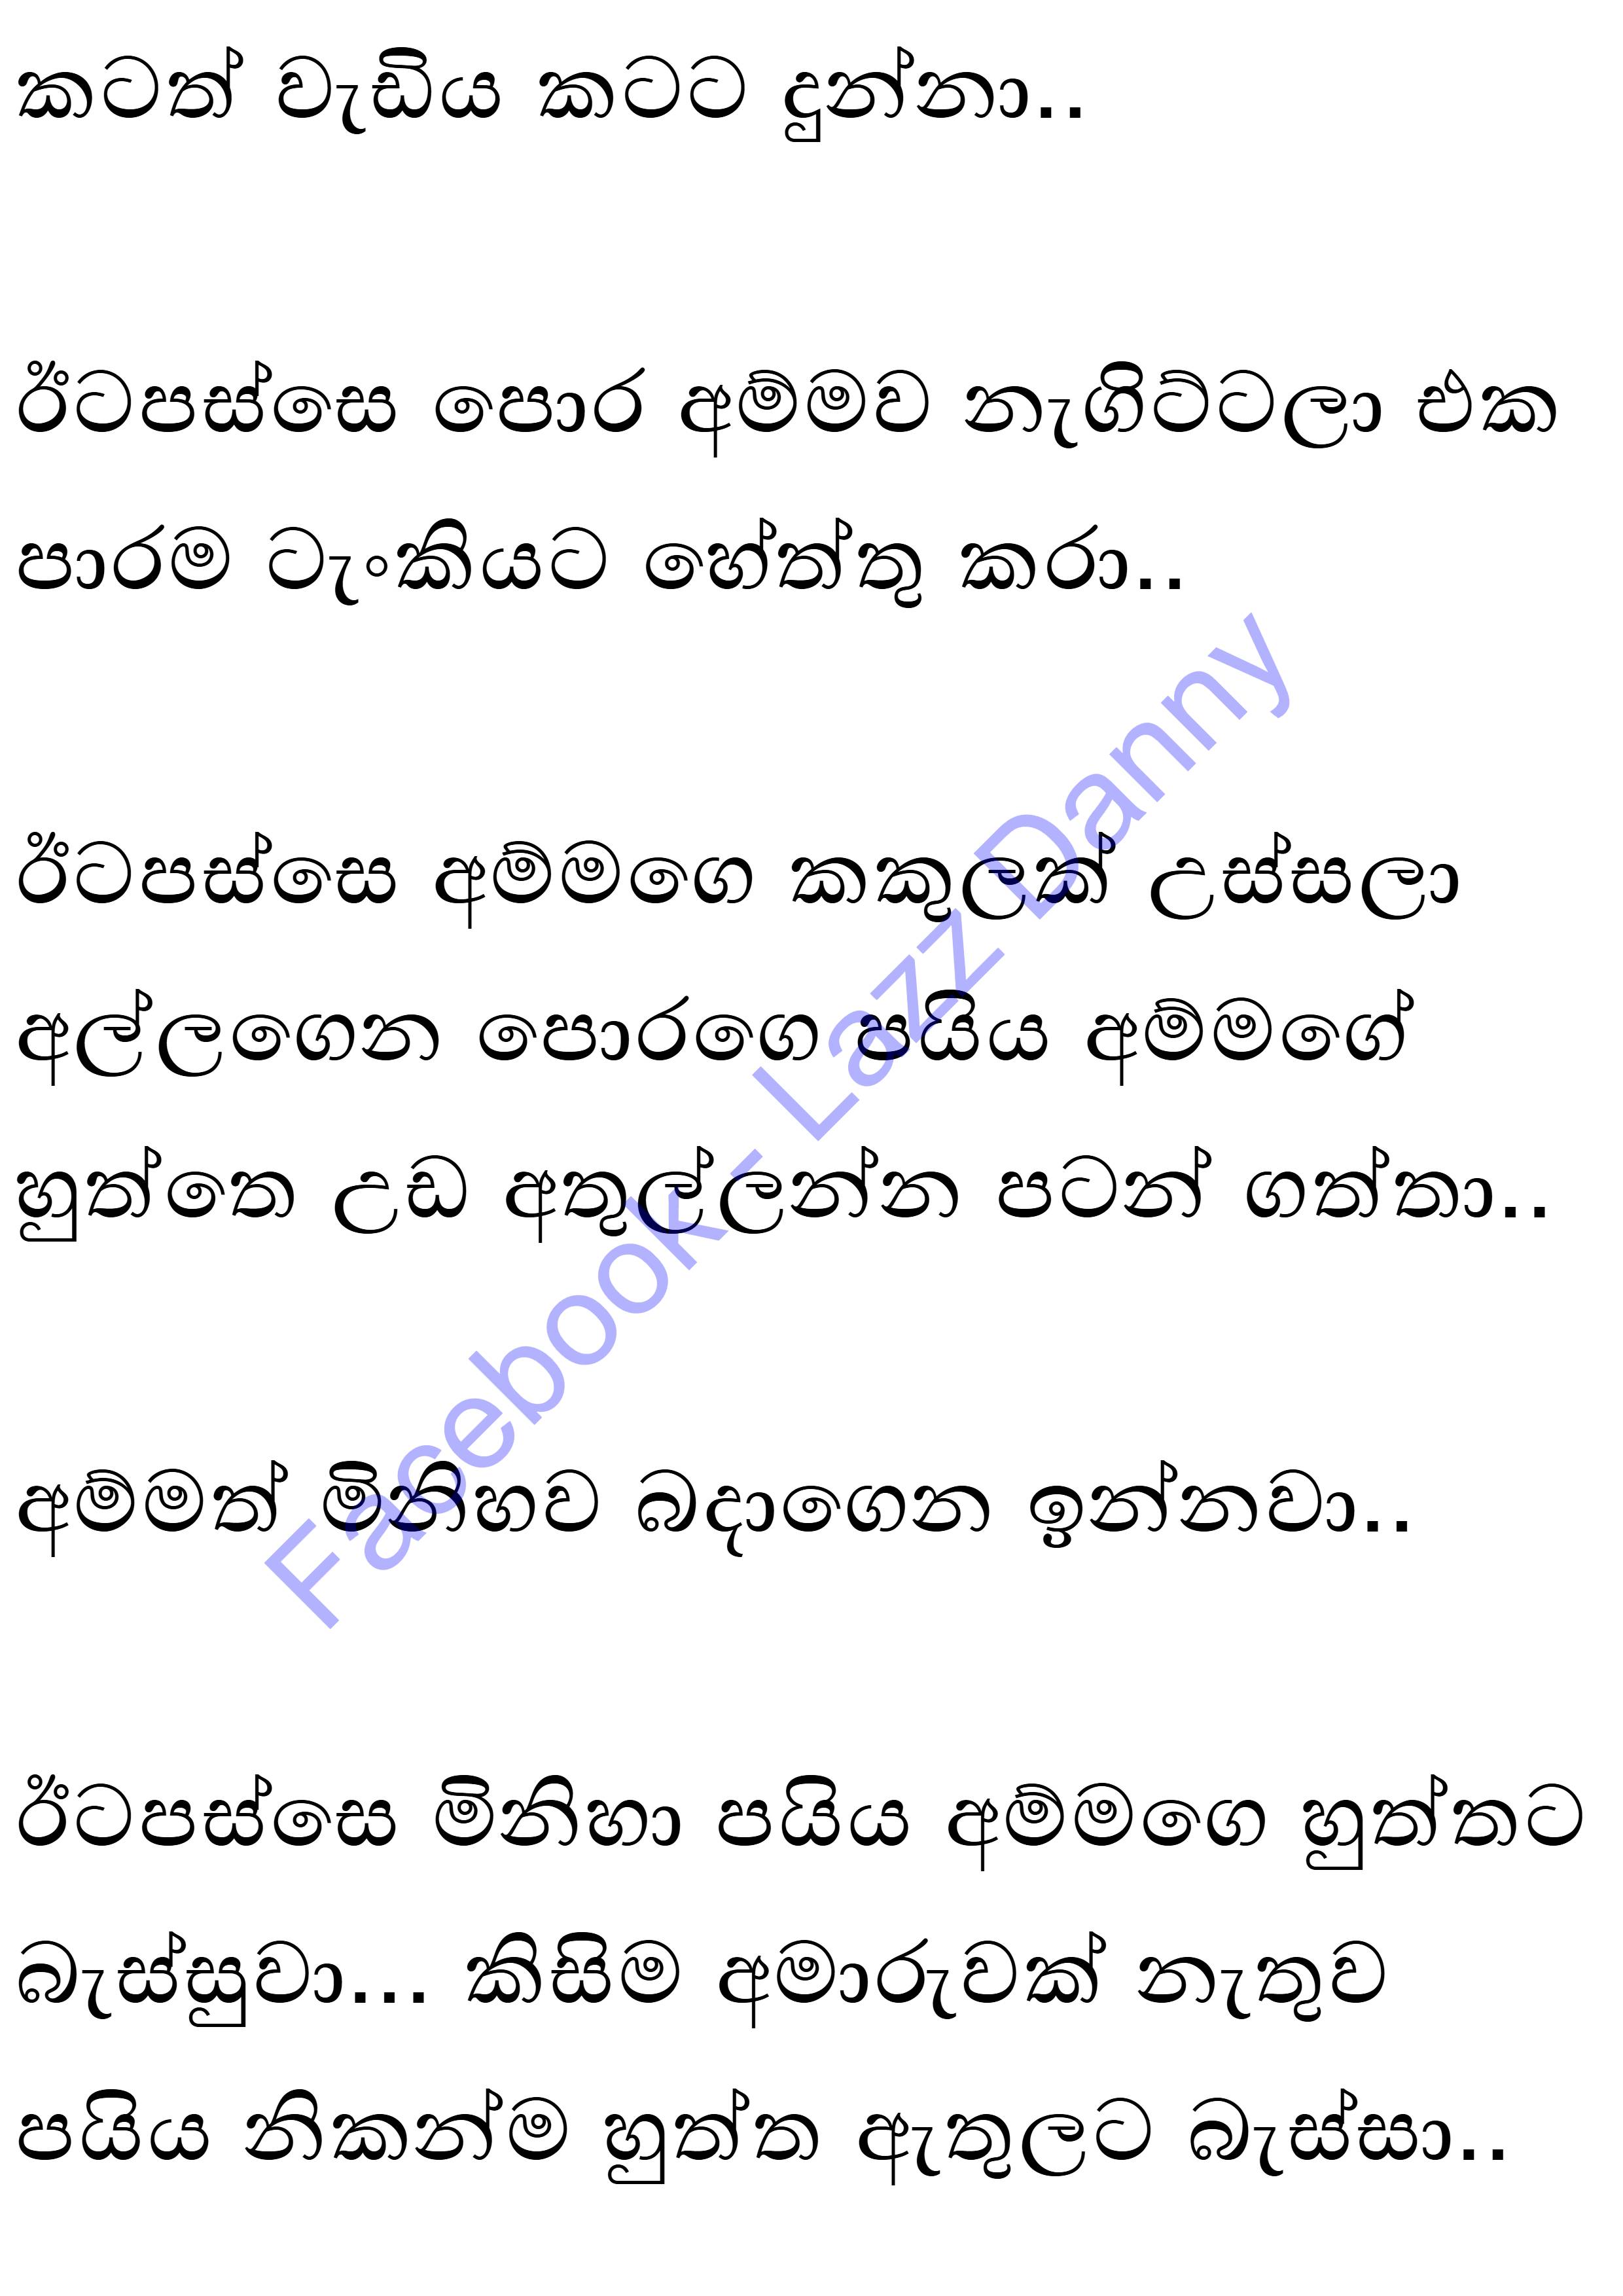 කටත් වැඩිය කටට දුන්නා..
ඊටපස්සෙ පොර අම්මව නැගිට්ටලා එක
පාරම ටැංකියට හේත්තු කරා..
ඊටපස්සෙ අම්මගෙ කකුලක් උස්සලා
අල්ලගෙන පොරගෙ පයිය අම්මගේ
හුත්තෙ උඩ අතුල්ලන්න පටන් ගත්තා..
අම්මත් මිනිහව බදාගෙන ඉන්නවා..
ඊටපස්සෙ මිනිහා පයිය අම්මගෙ හුත්තට
බැස්සුවා... කිසිම අමාරුවක් නැතුව
පයිය නිකන්ම හුත්ත ඇතුලට බැස්සා..
Facebook - Lazz Danny